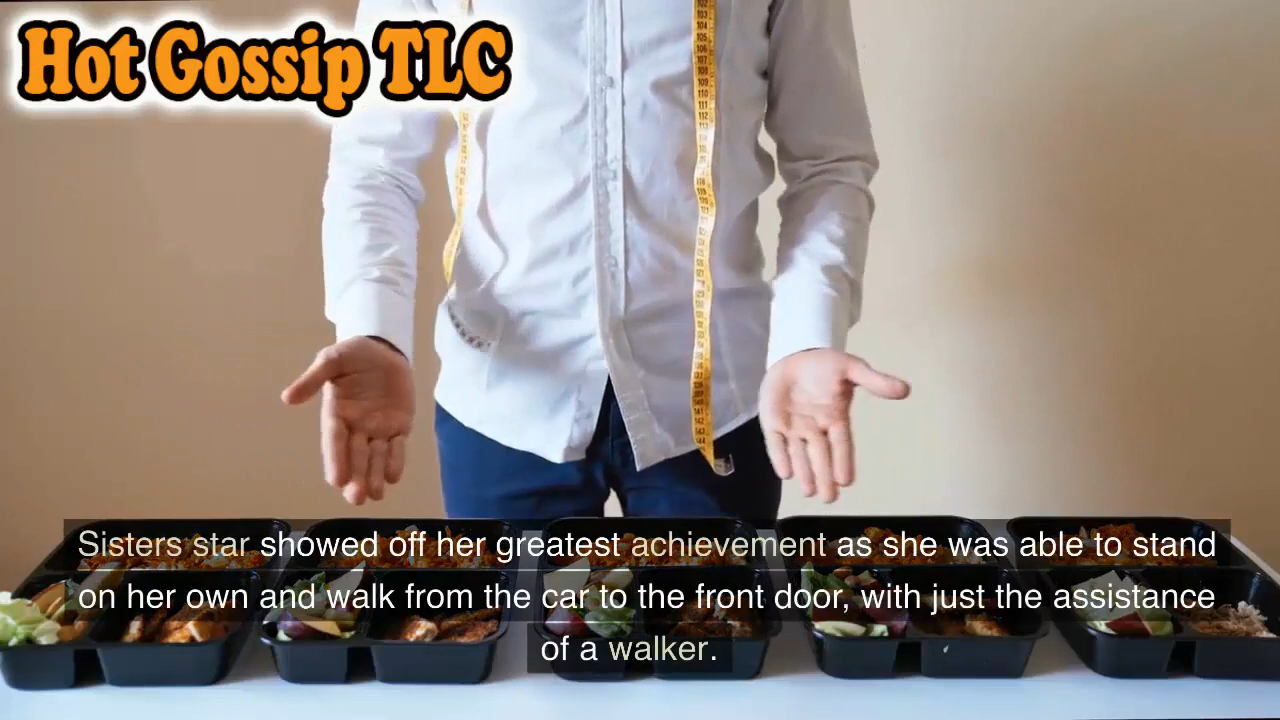 Hot Gossip TLC
Sisters star showed off her greatest achievement as she was able to stand
on her own and walk from the car to the front door, with just the assistance
of a walker.